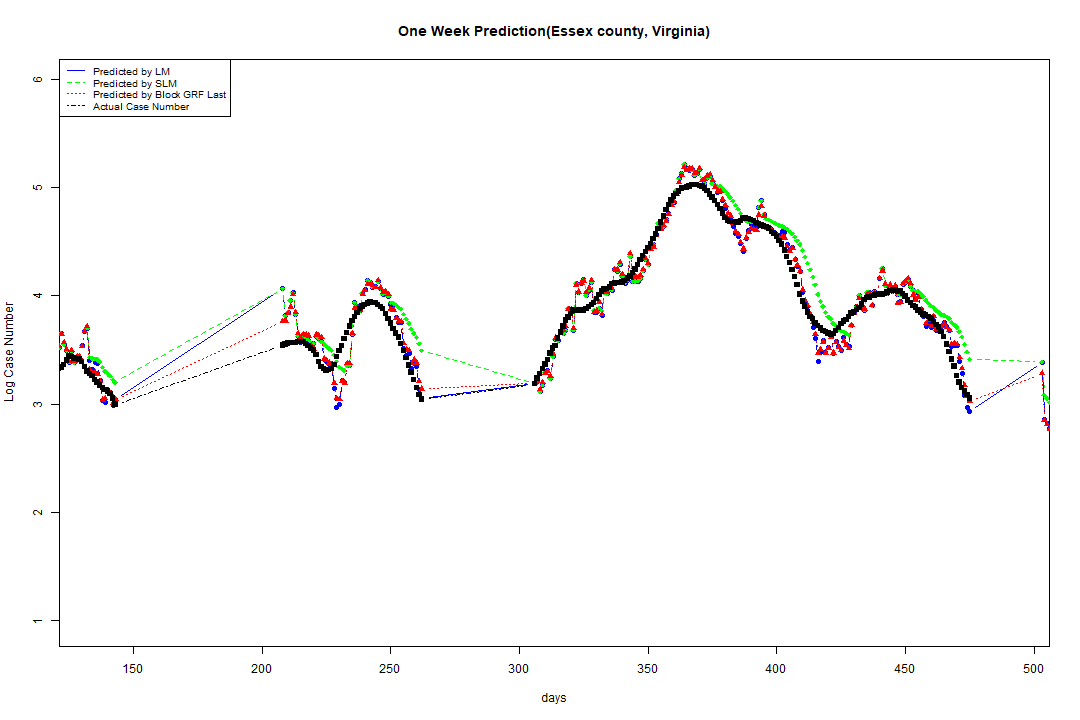 One Week Prediction(Essex county, Virginia)
Predicted by LM
Predicted by SLM
Predicted by Block GRF Last
Actual Case Number
6
5
4
3
2
1
Log Case Number
150 200 250 300 350 400 450 500
days